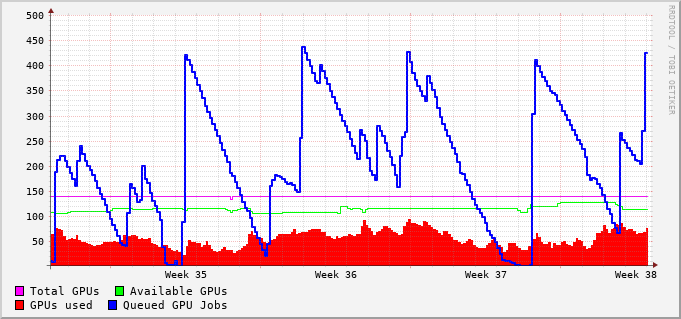 500
450
400
350
300
250
200
150
100
50
Week 35 Week 36 Week 37 Week 38
Total GPUs Available GPUs
GPUs used Queued GPU Jobs
RRDTOOL / TOBI OETIKER